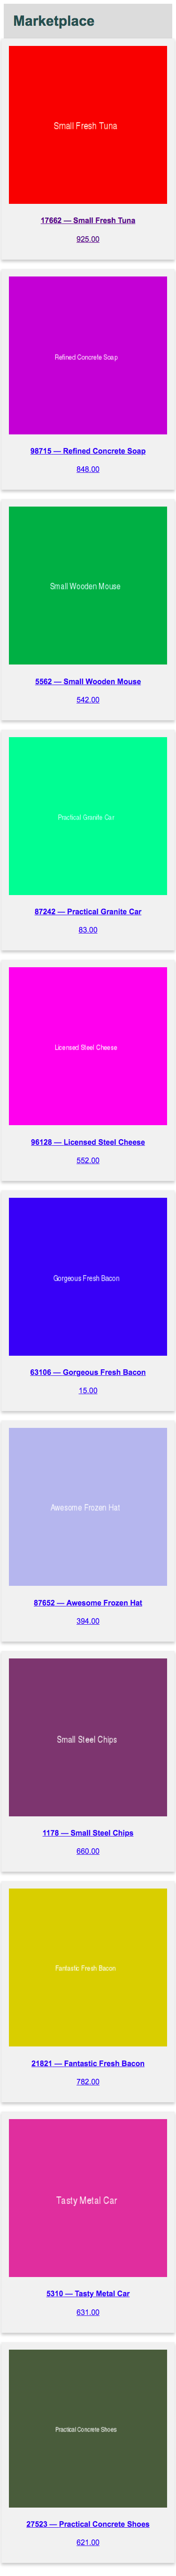 Marketplace
Small Fresh Tuna
17662 — Small Fresh Tuna
925.00
Refined Concrete Soap
98715 — Refined Concrete Soap
848.00
Small Wooden Mouse
5562 — Small Wooden Mouse
542.00
Practical Granite Car
87242 — Practical Granite Car
83.00
Licensed Steel Cheese
96128 — Licensed Steel Cheese
552.00
Gorgeous Fresh Bacon
63106 — Gorgeous Fresh Bacon
15.00
Awesome Frozen Hat
87652 — Awesome Frozen Hat
394.00
Small Steel Chips
1178 — Small Steel Chips
660.00
Fantastic Fresh Bacon
21821 — Fantastic Fresh Bacon
782.00
Tasty Metal Car
5310 — Tasty Metal Car
631.00
Practical Concrete Shoes
27523 — Practical Concrete Shoes
621.00